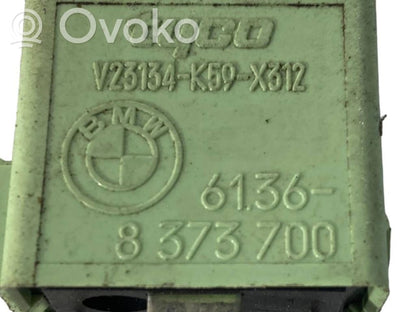 Ovoko
tyco
V23134-K59-X312
BMW
61.36-
8 373 700